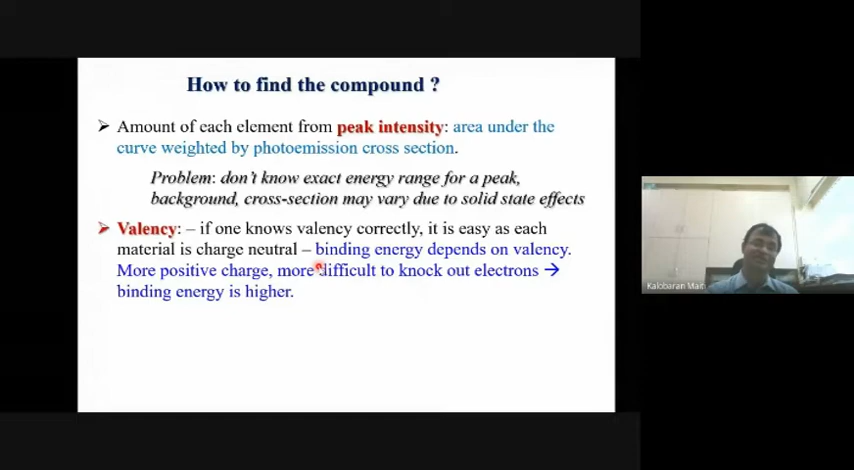 How to find the compound ?
➢ Amount of each element from peak intensity: area under the
curve weighted by photoemission cross section.
Problem: don't know exact energy range for a peak,
background, cross-section may vary due to solid state effects
➢ Valency: – if one knows valency correctly, it is easy as each
material is charge neutral – binding energy depends on valency.
More positive charge, more difficult to knock out electrons →
binding energy is higher.
Kalobaran Maiti